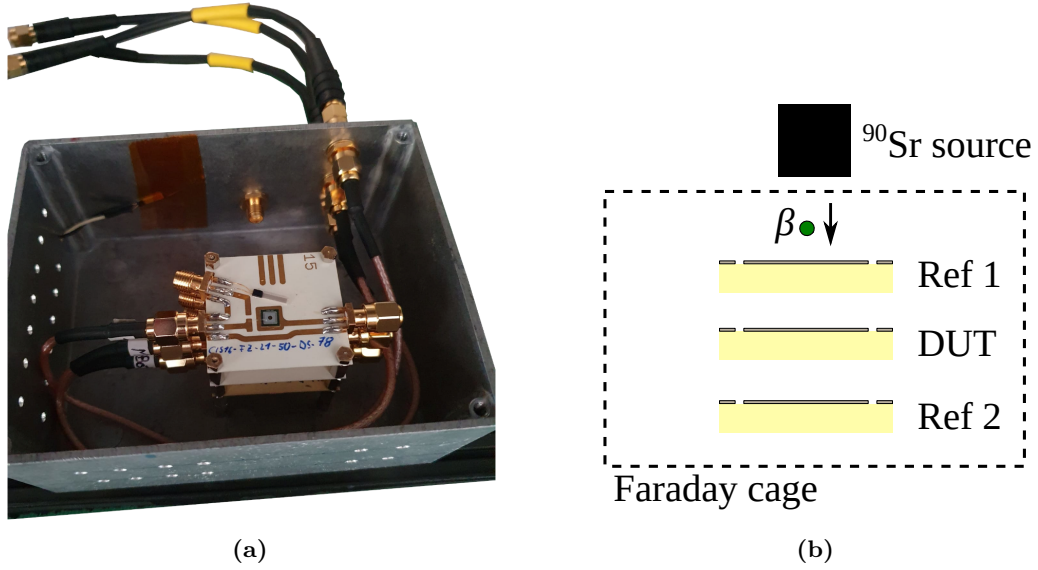 15
⁹⁰Sr source
β
Ref 1
DUT
Ref 2
Faraday cage
(a)
(b)